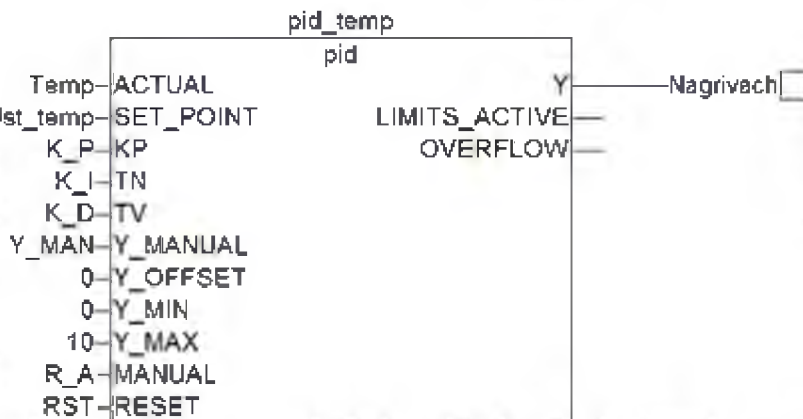 pid_temp
pid
Temp ACTUAL Y Nagrivach
st_temp SET_POINT LIMITS_ACTIVE
K_P KP OVERFLOW
K_I TN
K_D TV
Y_MAN Y_MANUAL
0 Y_OFFSET
0 Y_MIN
10 Y_MAX
R_A MANUAL
RST RESET